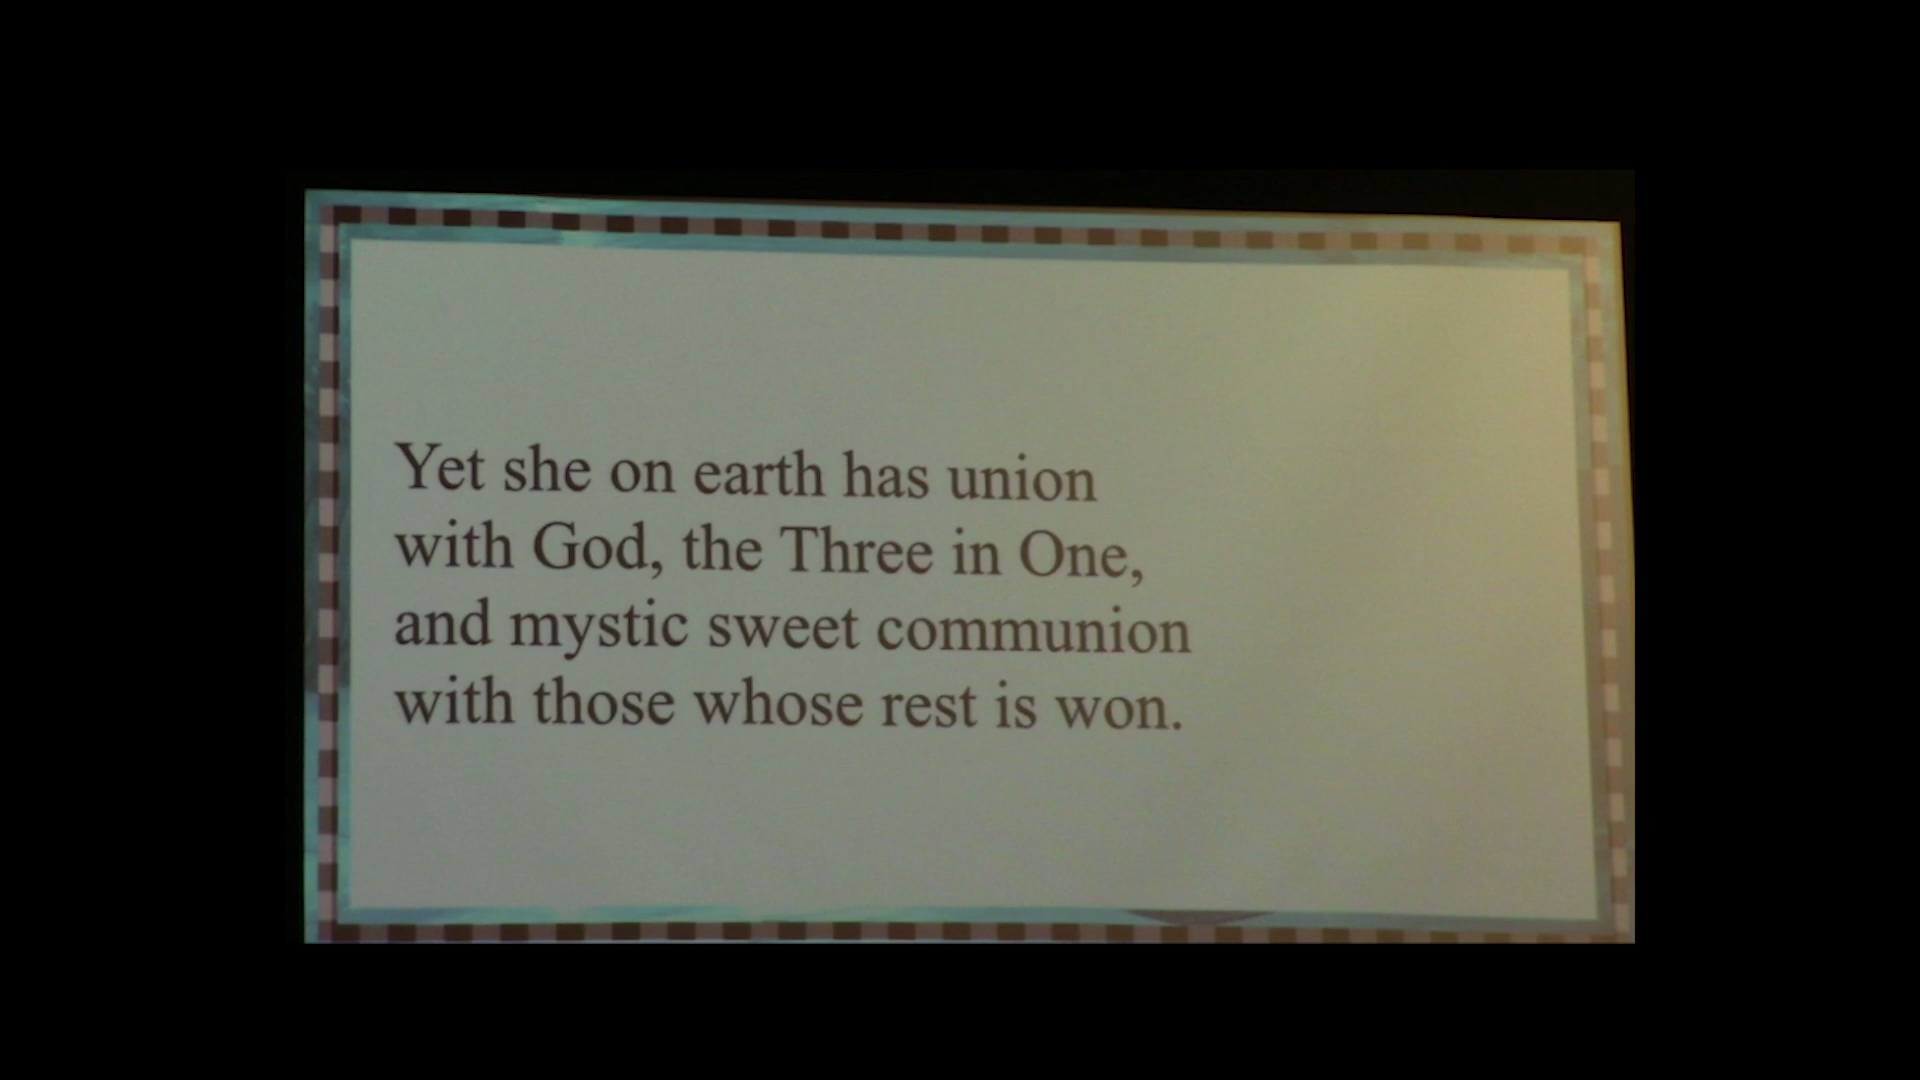 Yet she on earth has union
with God, the Three in One,
and mystic sweet communion
with those whose rest is won.